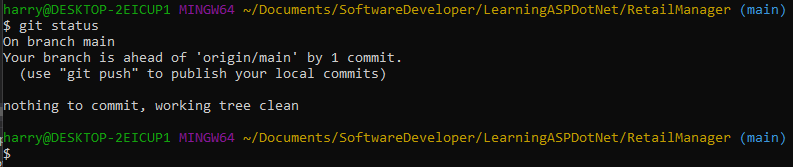 harry@DESKTOP-2EICUP1 MINGW64 ~/Documents/SoftwareDeveloper/LearningASPDotNet/RetailManager (main)
$ git status
On branch main
Your branch is ahead of 'origin/main' by 1 commit.
  (use "git push" to publish your local commits)

nothing to commit, working tree clean

harry@DESKTOP-2EICUP1 MINGW64 ~/Documents/SoftwareDeveloper/LearningASPDotNet/RetailManager (main)
$